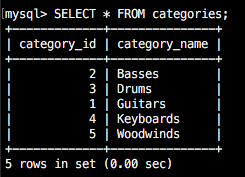 [mysql> SELECT * FROM categories;
+-------------+---------------+
| category_id | category_name |
+-------------+---------------+
|           2 | Basses        |
|           3 | Drums         |
|           1 | Guitars       |
|           4 | Keyboards     |
|           5 | Woodwinds     |
+-------------+---------------+
5 rows in set (0.00 sec)